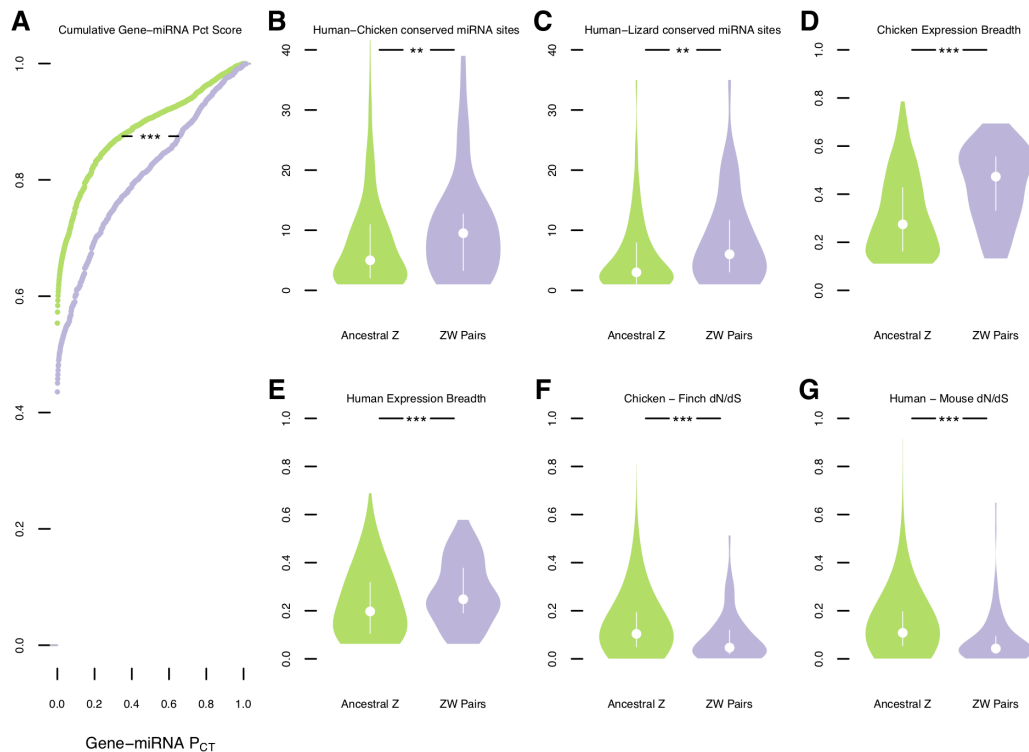 A
Cumulative Gene−miRNA Pct Score
1.0
0.8
0.6
0.4
0.2
0.0
***
0.0 0.2 0.4 0.6 0.8 1.0
Gene−miRNA PCT
B
Human−Chicken conserved miRNA sites
40
30
20
10
0
**
Ancestral Z ZW Pairs
C
Human−Lizard conserved miRNA sites
40
30
20
10
0
**
Ancestral Z ZW Pairs
D
Chicken Expression Breadth
1.0
0.8
0.6
0.4
0.2
0.0
***
Ancestral Z ZW Pairs
E
Human Expression Breadth
1.0
0.8
0.6
0.4
0.2
0.0
***
Ancestral Z ZW Pairs
F
Chicken − Finch dN/dS
1.0
0.8
0.6
0.4
0.2
0.0
***
Ancestral Z ZW Pairs
G
Human − Mouse dN/dS
1.0
0.8
0.6
0.4
0.2
0.0
***
Ancestral Z ZW Pairs